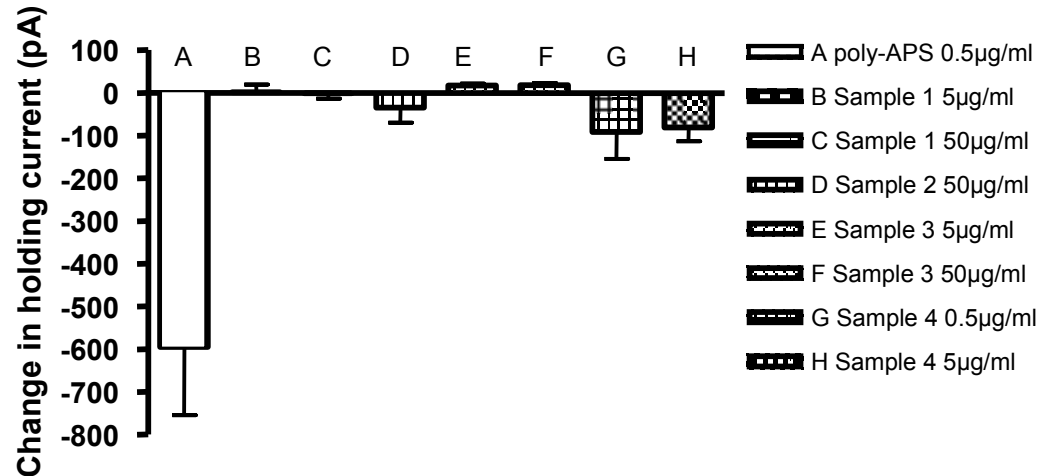 Change in holding current (pA)
100
0
-100
-200
-300
-400
-500
-600
-700
-800
A B C D E F G H
A poly-APS 0.5µg/ml
B Sample 1 5µg/ml
C Sample 1 50µg/ml
D Sample 2 50µg/ml
E Sample 3 5µg/ml
F Sample 3 50µg/ml
G Sample 4 0.5µg/ml
H Sample 4 5µg/ml